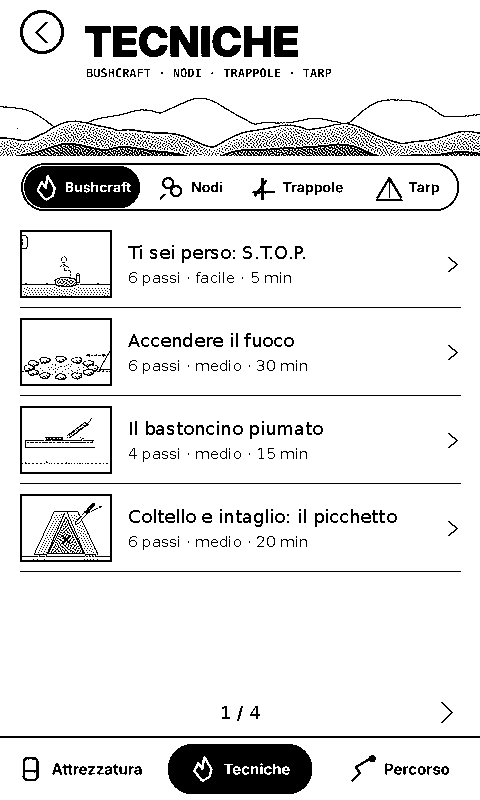 TECNICHE
BUSHCRAFT · NODI · TRAPPOLE · TARP
Bushcraft Nodi Trappole Tarp
Ti sei perso: S.T.O.P.
6 passi · facile · 5 min
Accendere il fuoco
6 passi · medio · 30 min
Il bastoncino piumato
4 passi · medio · 15 min
Coltello e intaglio: il picchetto
6 passi · medio · 20 min
1 / 4
Attrezzatura Tecniche Percorso